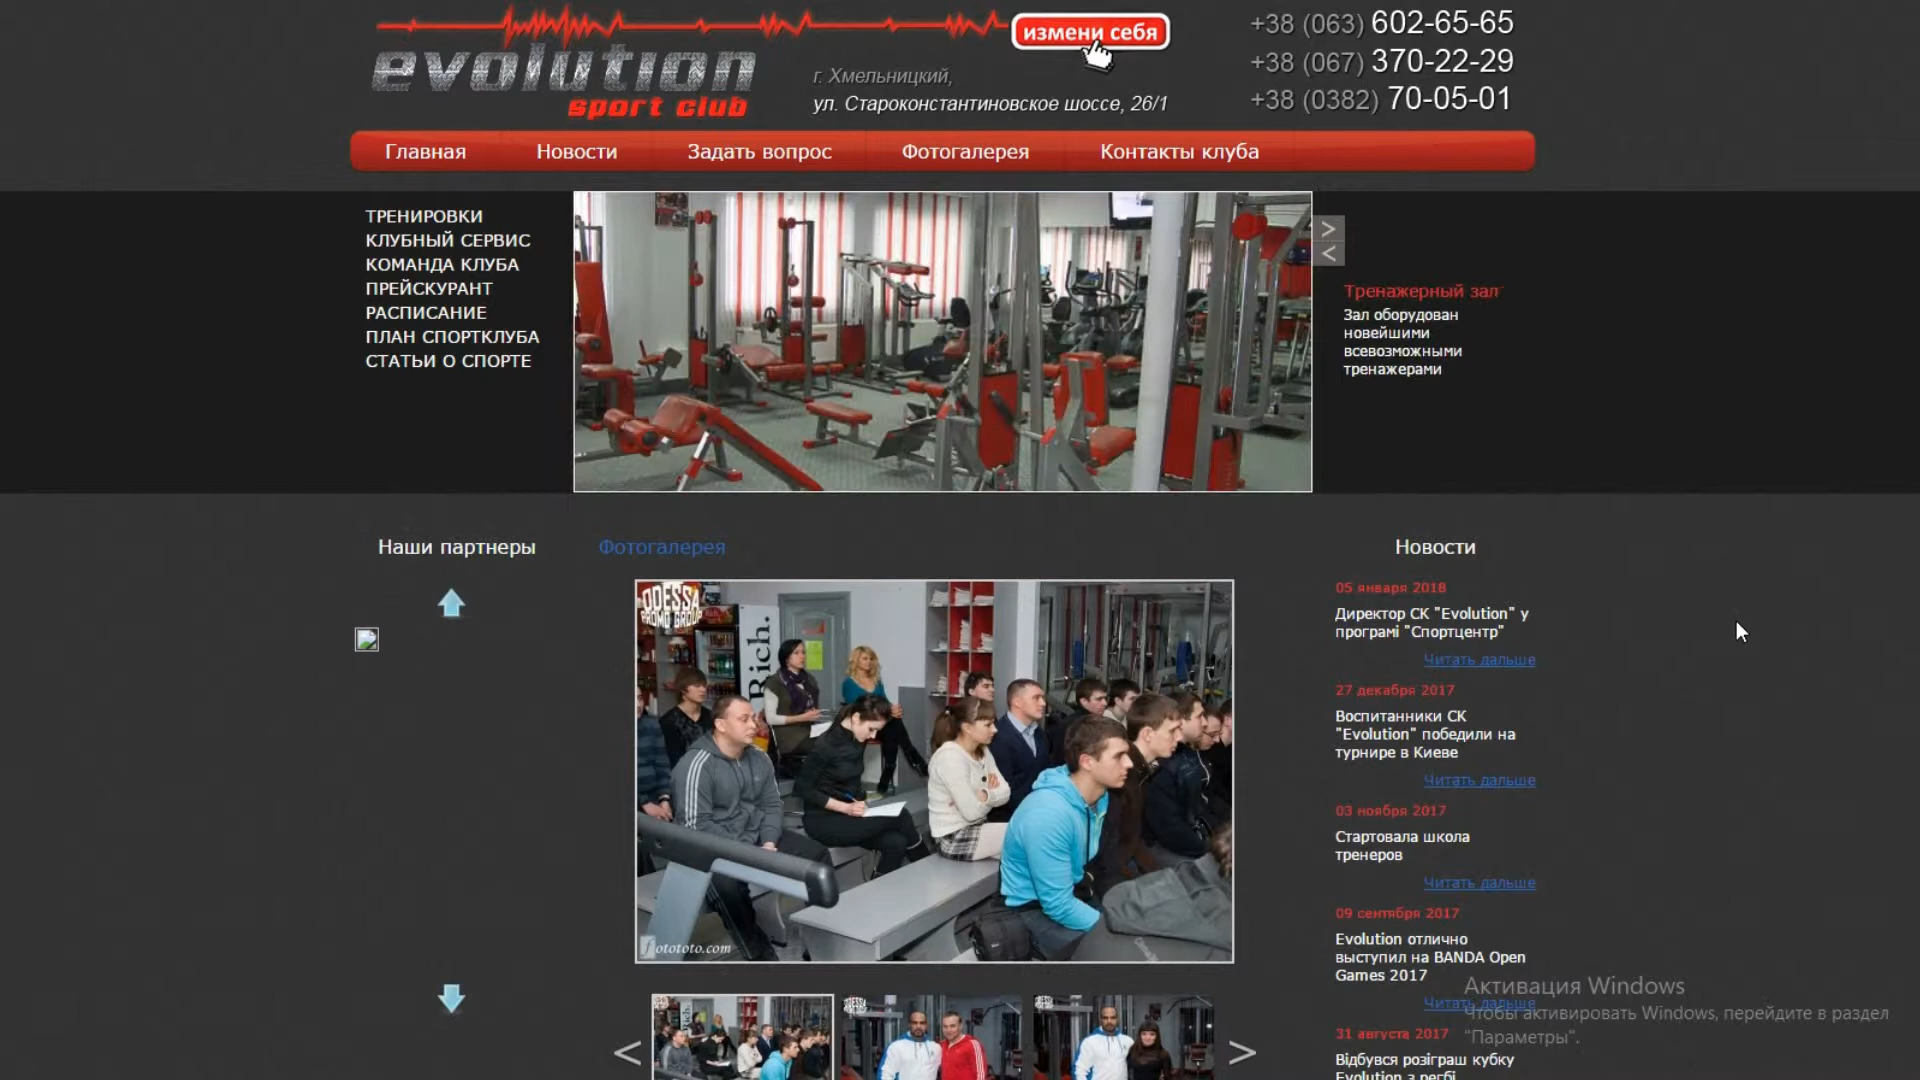 evolution
sport club
измени себя
г. Хмельницкий,
ул. Староконстантиновское шоссе, 26/1
+38 (063) 602-65-65
+38 (067) 370-22-29
+38 (0382) 70-05-01
Главная
Новости
Задать вопрос
Фотогалерея
Контакты клуба
ТРЕНИРОВКИ
КЛУБНЫЙ СЕРВИС
КОМАНДА КЛУБА
ПРЕЙСКУРАНТ
РАСПИСАНИЕ
ПЛАН СПОРТКЛУБА
СТАТЬИ О СПОРТЕ
>
<
Тренажерный зал
Зал оборудован
новейшими
всевозможными
тренажерами
Наши партнеры
Фотогалерея
ODESSA
PROMO GROUP
Rich.
fotototo.com
<
>
Новости
05 января 2018
Директор СК "Evolution" у
програмі "Спортцентр"
Читать дальше
27 декабря 2017
Воспитанники СК
"Evolution" победили на
турнире в Киеве
Читать дальше
03 ноября 2017
Стартовала школа
тренеров
Читать дальше
09 сентября 2017
Evolution отлично
выступил на BANDA Open
Games 2017
Читать дальше
31 августа 2017
Відбувся розіграш кубку
Evolution з регбі
Активация Windows
Чтобы активировать Windows, перейдите в раздел
"Параметры".